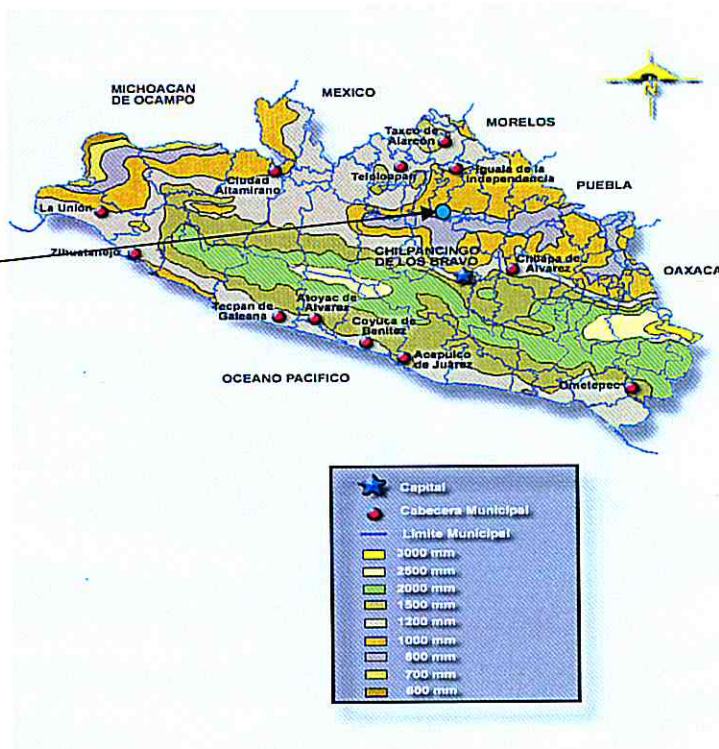 MICHOACAN
DE OCAMPO
MEXICO
N
Taxco de
Alarcón
MORELOS
Ciudad
Altamirano
Teloloapan
Iguala de la
Independancia
PUEBLA
La Unión
Zihuatanejo
CHILPANCINGO
DE LOS BRAVO
Chilapa de
Alvarez
OAXACA
Tecpan de
Galeana
Atoyac de
Alvarez
Coyuca de
Benitez
Acapulco
de Juárez
Ometepec
OCEANO PACIFICO
Capital
Cabecera Municipal
Limite Municipal
3000 mm
2500 mm
2000 mm
1500 mm
1200 mm
1000 mm
800 mm
700 mm
600 mm